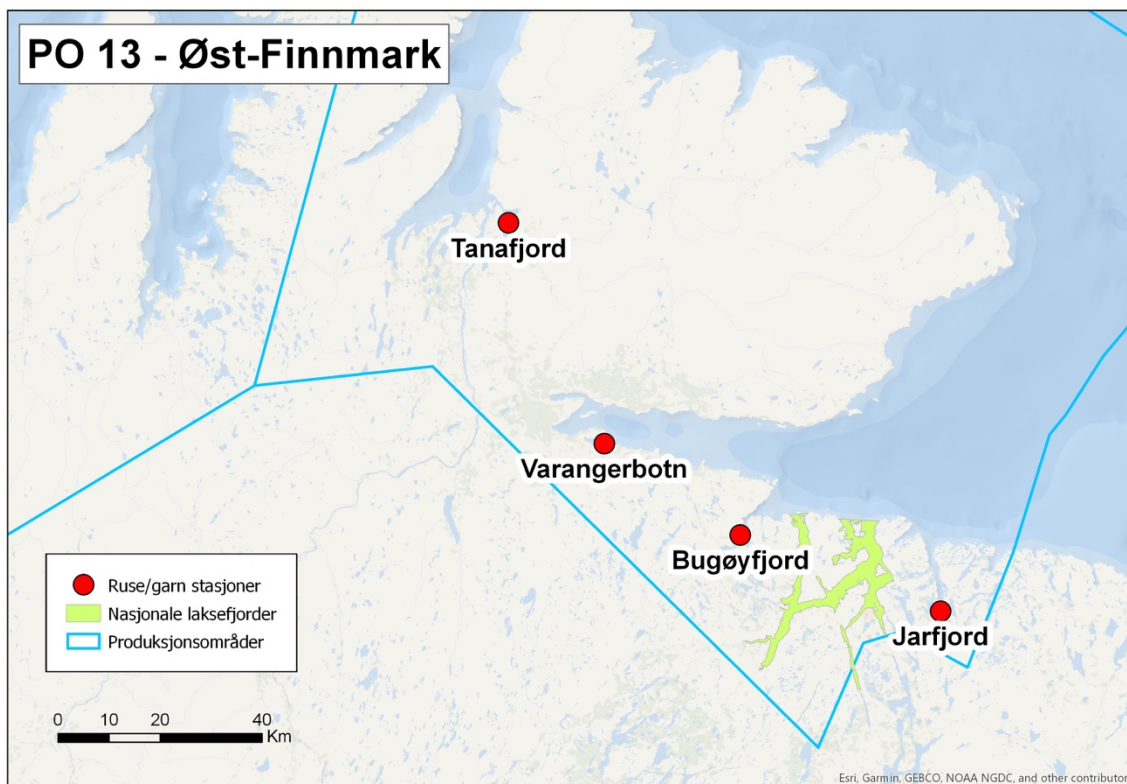 PO 13 - Øst-Finnmark
Tanafjord
Varangerbotn
Bugøyfjord
Jarfjord
Ruse/garn stasjoner
Nasjonale laksefjorder
Produksjonsområder
0 10 20 40
Km
Esri, Garmin, GEBCO, NOAA NGDC, and other contributor